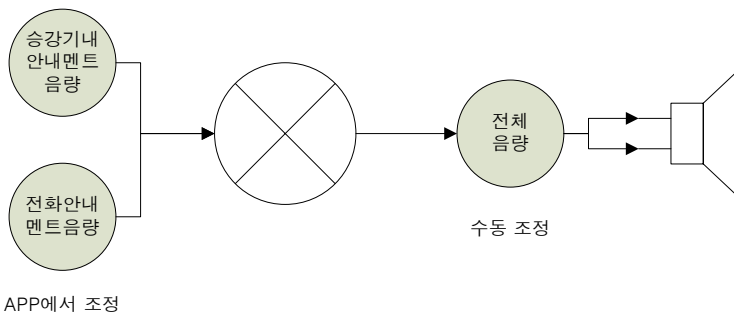 승강기내
안내멘트
음량
전화안내
멘트음량
APP에서 조정
전체
음량
수동 조정